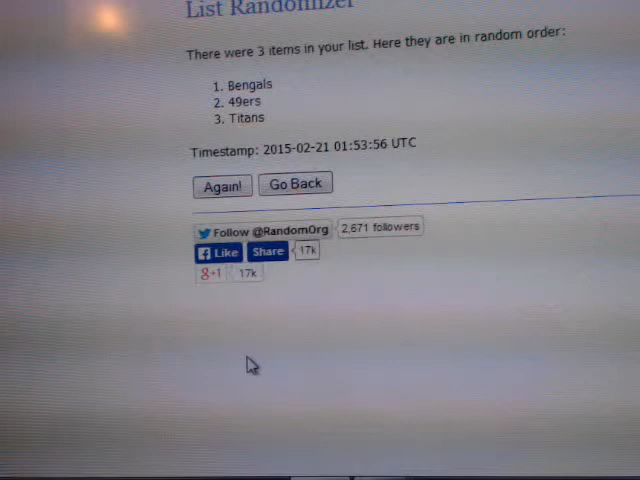 List Randomizer
There were 3 items in your list. Here they are in random order:
1. Bengals
2. 49ers
3. Titans
Timestamp: 2015-02-21 01:53:56 UTC
Again! Go Back
Follow @RandomOrg 2,671 followers
f Like Share 17k
g+1 17k